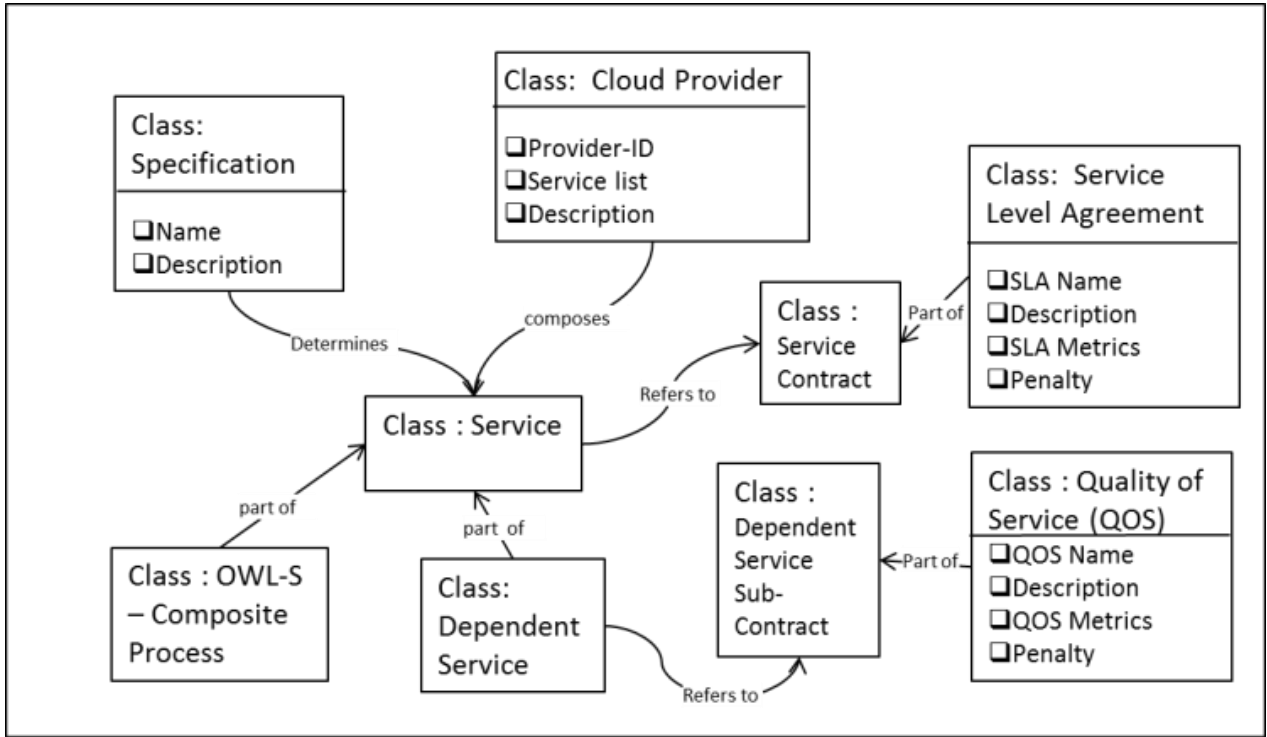 Class: Cloud Provider
❑Provider-ID
❑Service list
❑Description
Class:
Specification
❑Name
❑Description
Class: Service
Level Agreement
❑SLA Name
❑Description
❑SLA Metrics
❑Penalty
Class :
Service
Contract
Part of
composes
Determines
Refers to
Class : Service
part of
part of
Class : OWL-S
– Composite
Process
Class:
Dependent
Service
Refers to
Class :
Dependent
Service
Sub-
Contract
Part of
Class : Quality of
Service (QOS)
❑QOS Name
❑Description
❑QOS Metrics
❑Penalty